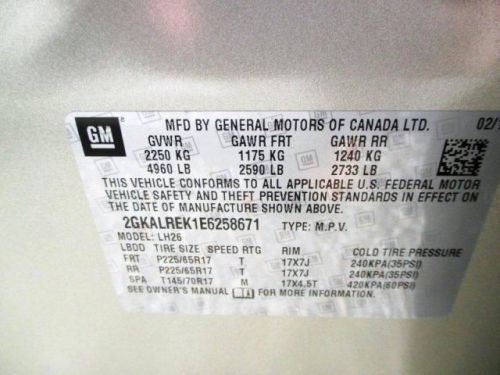 GM
MFD BY GENERAL MOTORS OF CANADA LTD. 02/
GVWR GAWR FRT GAWR RR
2250 KG 1175 KG 1240 KG
4960 LB 2590 LB 2733 LB
THIS VEHICLE CONFORMS TO ALL APPLICABLE U.S. FEDERAL MOTOR
VEHICLE SAFETY AND THEFT PREVENTION STANDARDS IN EFFECT ON
SHOWN ABOVE.
2GKALREK1E6258671 TYPE: M.P.V.
MODEL: LH26
LBDD TIRE SIZE SPEED RTG RIM COLD TIRE PRESSURE
FRT P225/65R17 T 17X7J 240KPA(35PSI)
RR P225/65R17 T 17X7J 240KPA(35PSI)
SPA T145/70R17 M 17X4.5T 420KPA(60PSI)
SEE OWNER'S MANUAL FOR MORE INFORMATION